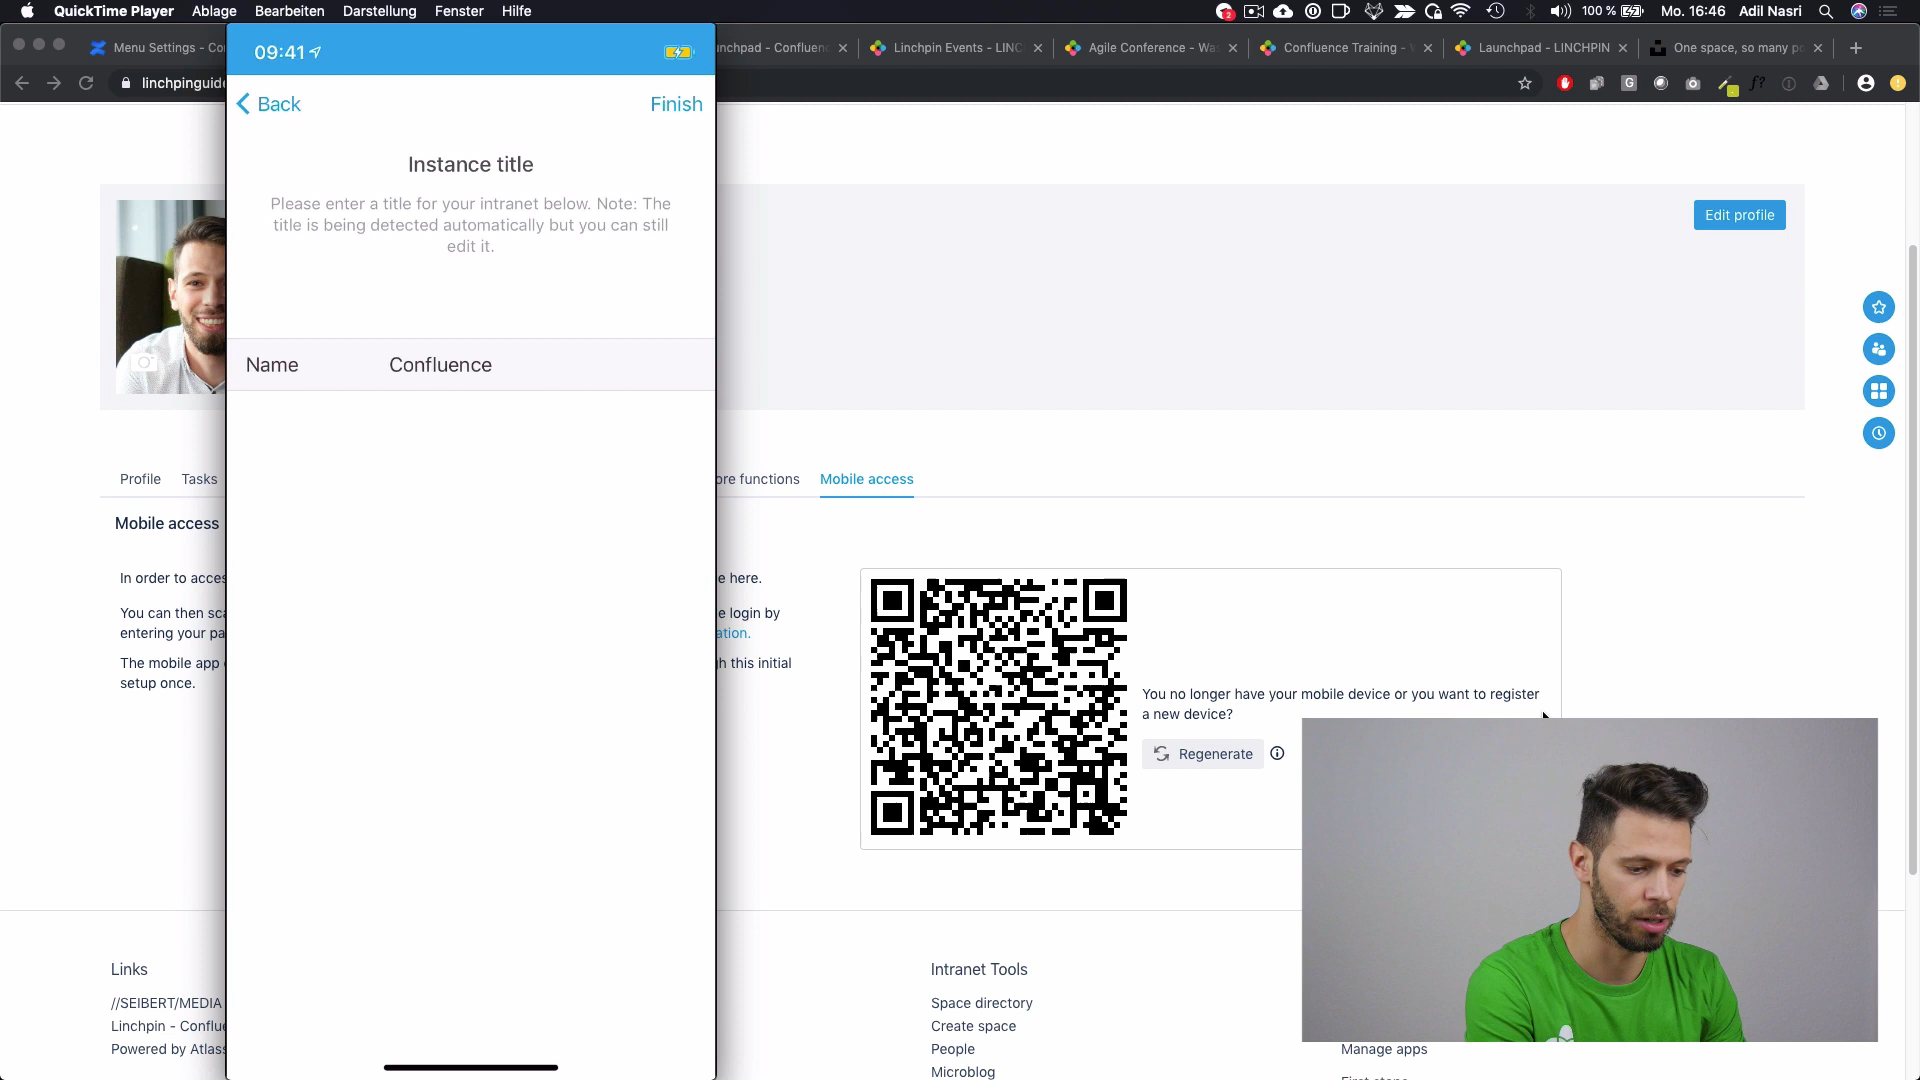 QuickTime Player Ablage Bearbeiten Darstellung Fenster Hilfe
2 100 % Mo. 16:46 Adil Nasri
Menu Settings - Co
nchpad - Confluenc
Linchpin Events - LINC
Agile Conference - Wa
Confluence Training -
Launchpad - LINCHPIN
One space, so many po
linchpinguid
09:41
Back
Finish
Instance title
Please enter a title for your intranet below. Note: The
title is being detected automatically but you can still
edit it.
Name Confluence
Edit profile
Profile Tasks ore functions Mobile access
Mobile access
In order to acces e here.
You can then sca e login by
entering your pa ation.
The mobile app h this initial
setup once.
You no longer have your mobile device or you want to register
a new device?
Regenerate
Links
//SEIBERT/MEDIA
Linchpin - Conflue
Powered by Atlass
Intranet Tools
Space directory
Create space
People
Microblog
Manage apps